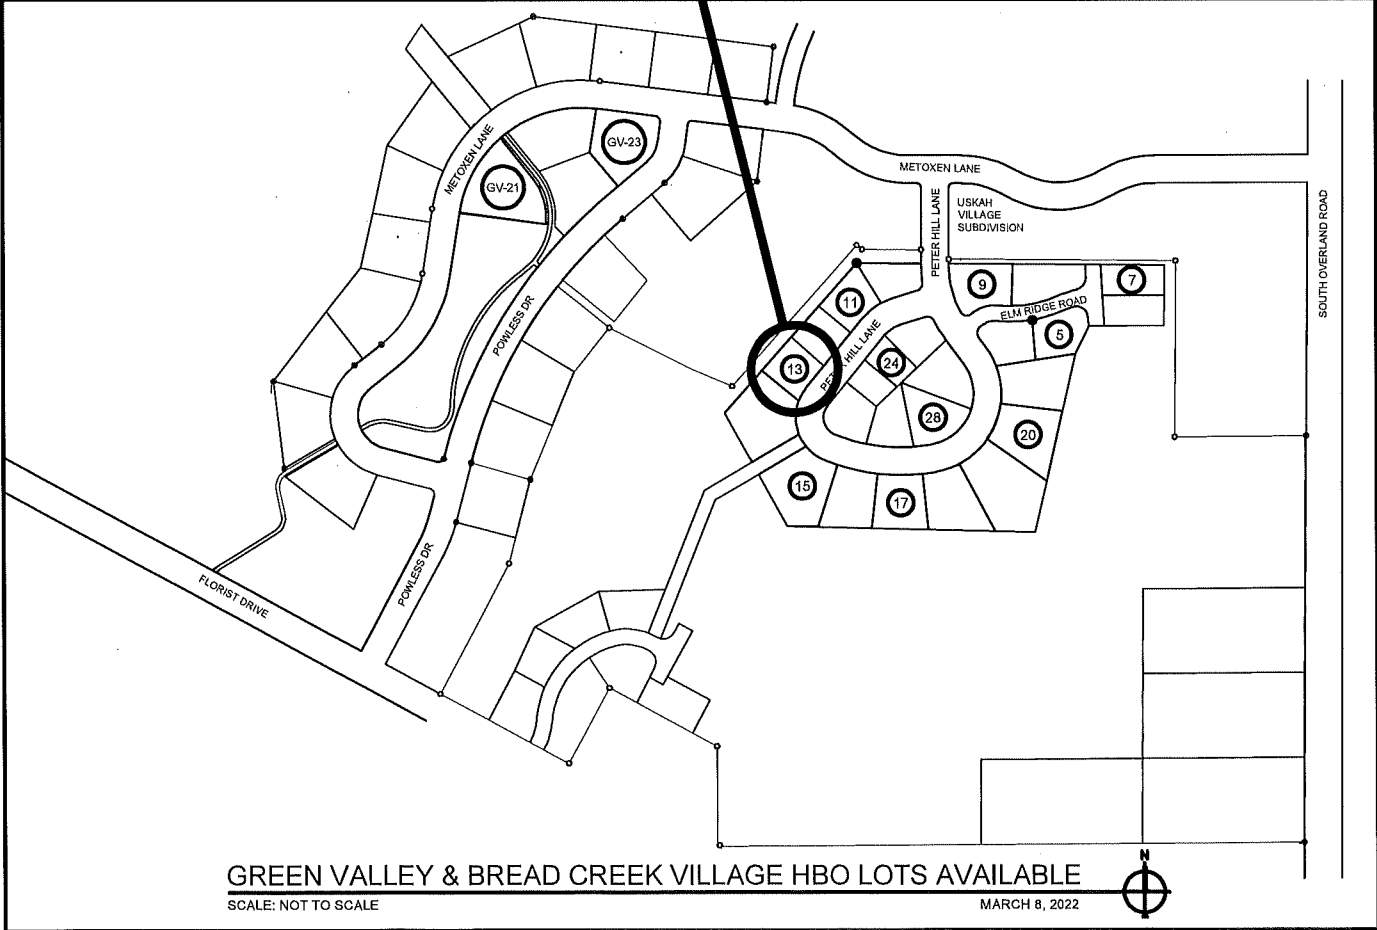 GV-23
METOXEN LANE
GV-21
METOXEN LANE
PETER HILL LANE
USKAH
VILLAGE
SUBDIVISION
SOUTH OVERLAND ROAD
9
7
11
ELM RIDGE ROAD
5
POWLESS DR
HILL LANE
13
24
28
20
15
17
POWLESS DR
FLORIST DRIVE
GREEN VALLEY & BREAD CREEK VILLAGE HBO LOTS AVAILABLE
SCALE: NOT TO SCALE
MARCH 8, 2022
N